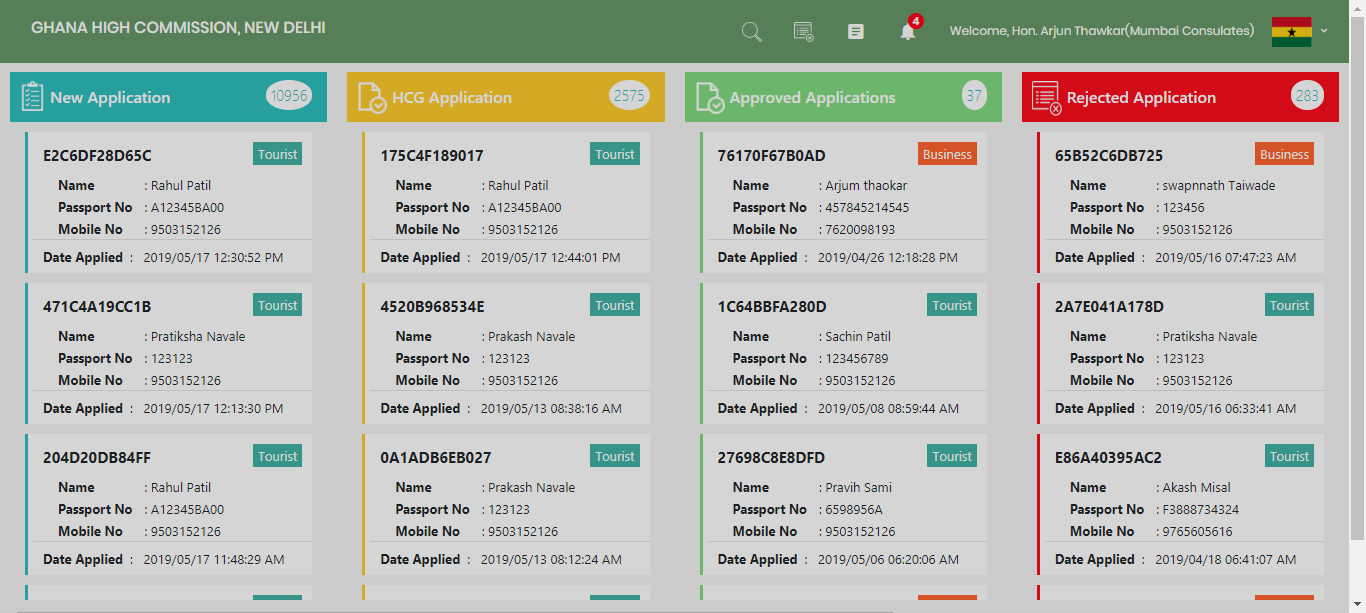 GHANA HIGH COMMISSION, NEW DELHI
4
Welcome, Hon. Arjun Thawkar(Mumbai Consulates)
New Application 10956
E2C6DF28D65C Tourist
Name : Rahul Patil
Passport No : A12345BA00
Mobile No : 9503152126
Date Applied : 2019/05/17 12:30:52 PM
471C4A19CC1B Tourist
Name : Pratiksha Navale
Passport No : 123123
Mobile No : 9503152126
Date Applied : 2019/05/17 12:13:30 PM
204D20DB84FF Tourist
Name : Rahul Patil
Passport No : A12345BA00
Mobile No : 9503152126
Date Applied : 2019/05/17 11:48:29 AM
HCG Application 2575
175C4F189017 Tourist
Name : Rahul Patil
Passport No : A12345BA00
Mobile No : 9503152126
Date Applied : 2019/05/17 12:44:01 PM
4520B968534E Tourist
Name : Prakash Navale
Passport No : 123123
Mobile No : 9503152126
Date Applied : 2019/05/13 08:38:16 AM
0A1ADB6EB027 Tourist
Name : Prakash Navale
Passport No : 123123
Mobile No : 9503152126
Date Applied : 2019/05/13 08:12:24 AM
Approved Applications 37
76170F67B0AD Business
Name : Arjum thaokar
Passport No : 457845214545
Mobile No : 7620098193
Date Applied : 2019/04/26 12:18:28 PM
1C64BBFA280D Tourist
Name : Sachin Patil
Passport No : 123456789
Mobile No : 9503152126
Date Applied : 2019/05/08 08:59:44 AM
27698C8E8DFD Tourist
Name : Pravih Sami
Passport No : 6598956A
Mobile No : 9503152126
Date Applied : 2019/05/06 06:20:06 AM
Rejected Application 283
65B52C6DB725 Business
Name : swapnnath Taiwade
Passport No : 123456
Mobile No : 9503152126
Date Applied : 2019/05/16 07:47:23 AM
2A7E041A178D Tourist
Name : Pratiksha Navale
Passport No : 123123
Mobile No : 9503152126
Date Applied : 2019/05/16 06:33:41 AM
E86A40395AC2 Tourist
Name : Akash Misal
Passport No : F3888734324
Mobile No : 9765605616
Date Applied : 2019/04/18 06:41:07 AM